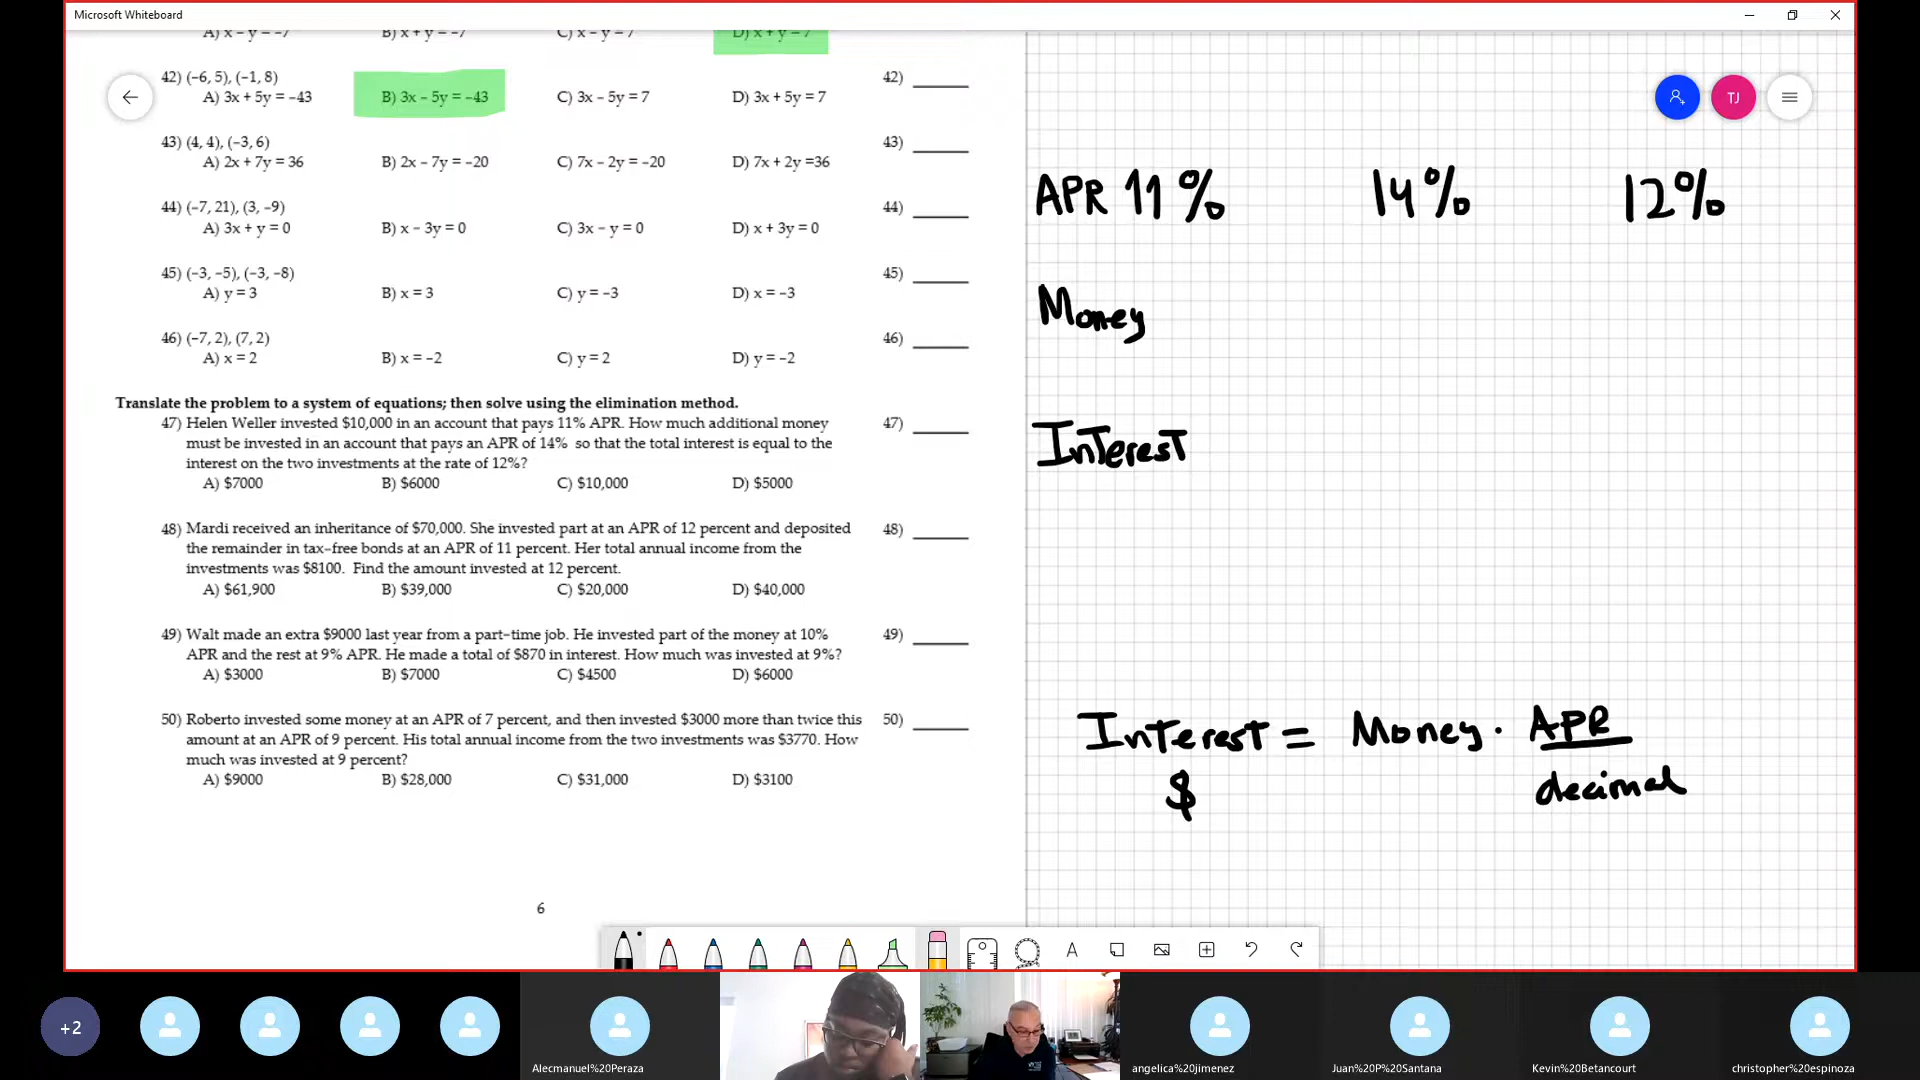 Microsoft Whiteboard
A) x − y = −7 B) x + y = −7 C) x − y = 7 D) x + y = 7
42) (−6, 5), (−1, 8) 42)
A) 3x + 5y = −43 B) 3x − 5y = −43 C) 3x − 5y = 7 D) 3x + 5y = 7
43) (4, 4), (−3, 6) 43)
A) 2x + 7y = 36 B) 2x − 7y = −20 C) 7x − 2y = −20 D) 7x + 2y =36
44) (−7, 21), (3, −9) 44)
A) 3x + y = 0 B) x − 3y = 0 C) 3x − y = 0 D) x + 3y = 0
45) (−3, −5), (−3, −8) 45)
A) y = 3 B) x = 3 C) y = −3 D) x = −3
46) (−7, 2), (7, 2) 46)
A) x = 2 B) x = −2 C) y = 2 D) y = −2
Translate the problem to a system of equations; then solve using the elimination method.
47) Helen Weller invested $10,000 in an account that pays 11% APR. How much additional money 47)
must be invested in an account that pays an APR of 14% so that the total interest is equal to the
interest on the two investments at the rate of 12%?
A) $7000 B) $6000 C) $10,000 D) $5000
48) Mardi received an inheritance of $70,000. She invested part at an APR of 12 percent and deposited 48)
the remainder in tax−free bonds at an APR of 11 percent. Her total annual income from the
investments was $8100. Find the amount invested at 12 percent.
A) $61,900 B) $39,000 C) $20,000 D) $40,000
49) Walt made an extra $9000 last year from a part−time job. He invested part of the money at 10% 49)
APR and the rest at 9% APR. He made a total of $870 in interest. How much was invested at 9%?
A) $3000 B) $7000 C) $4500 D) $6000
50) Roberto invested some money at an APR of 7 percent, and then invested $3000 more than twice this 50)
amount at an APR of 9 percent. His total annual income from the two investments was $3770. How
much was invested at 9 percent?
A) $9000 B) $28,000 C) $31,000 D) $3100
6
TJ
APR 11% 14% 12%
Money
Interest
Interest = Money · APR
$ decimal
A
+2
Alecmanuel%20Peraza
angelica%20jimenez
Juan%20P%20Santana
Kevin%20Betancourt
christopher%20espinoza